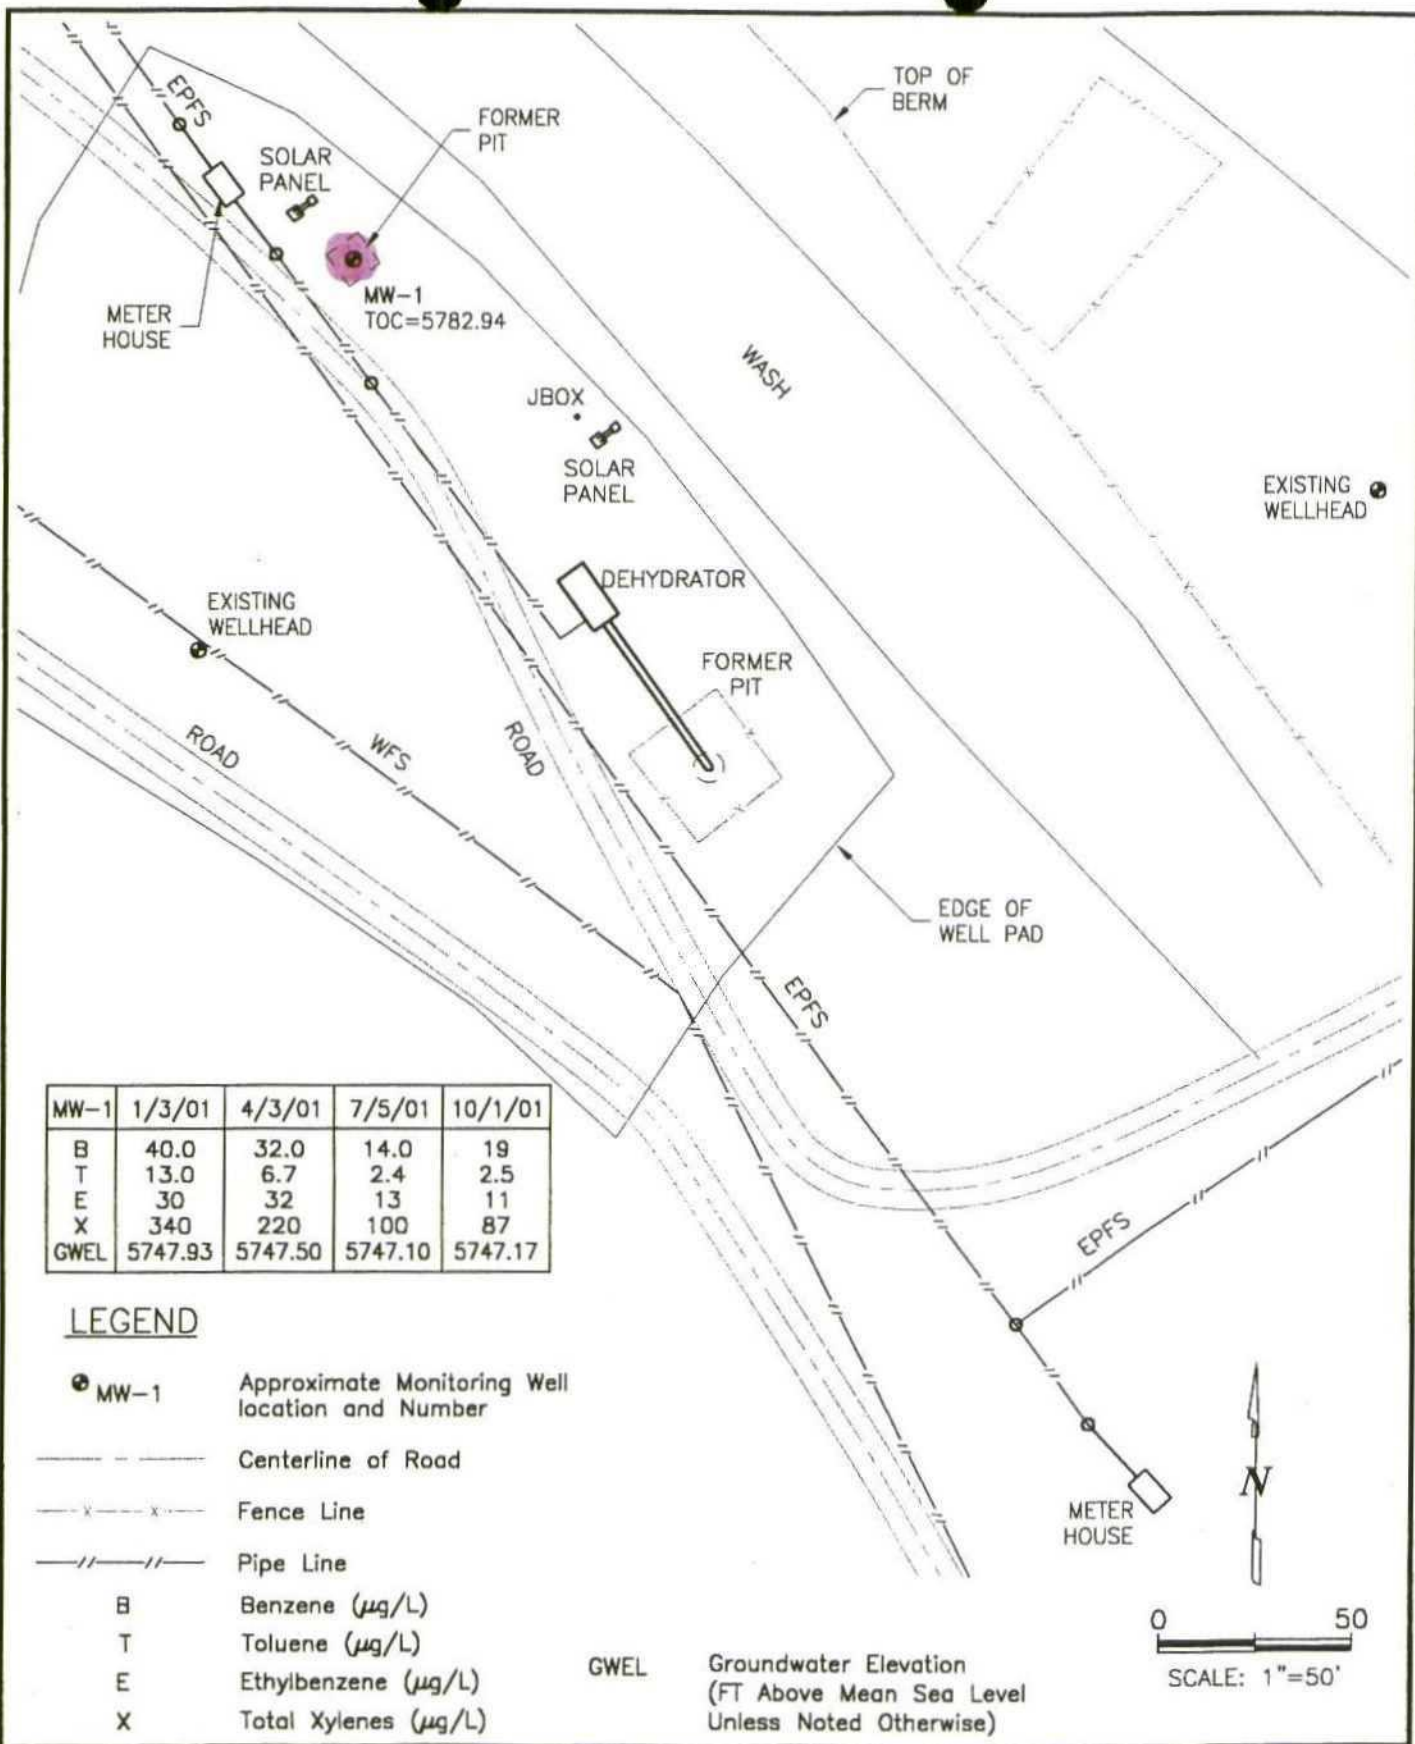 TOP OF
BERM
EPFS
FORMER
PIT
SOLAR
PANEL
METER
HOUSE
MW-1
TOC=5782.94
WASH
JBOX
SOLAR
PANEL
EXISTING
WELLHEAD
DEHYDRATOR
EXISTING
WELLHEAD
FORMER
PIT
ROAD
WFS
ROAD
EDGE OF
WELL PAD
EPFS
MW-1 1/3/01 4/3/01 7/5/01 10/1/01
B 40.0 32.0 14.0 19
T 13.0 6.7 2.4 2.5
E 30 32 13 11
X 340 220 100 87
GWEL 5747.93 5747.50 5747.10 5747.17
EPFS
LEGEND
MW-1 Approximate Monitoring Well
location and Number
Centerline of Road
x x Fence Line
Pipe Line
B Benzene (µg/L)
T Toluene (µg/L)
E Ethylbenzene (µg/L)
X Total Xylenes (µg/L)
GWEL Groundwater Elevation
(FT Above Mean Sea Level
Unless Noted Otherwise)
METER
HOUSE
N
0 50
SCALE: 1"=50'